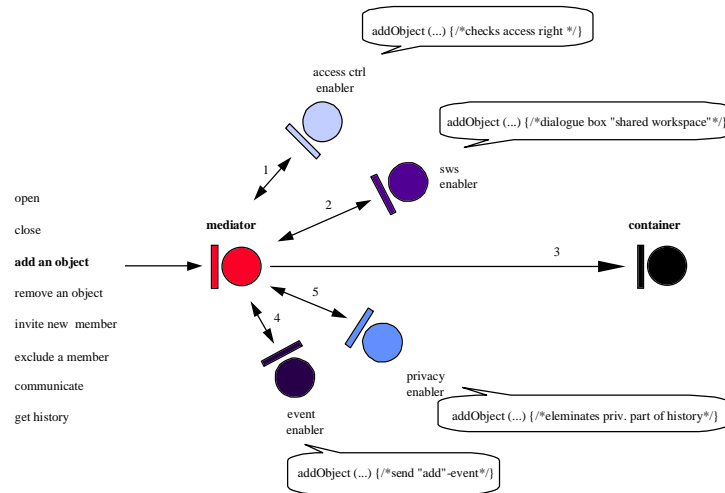 addObject (...) {/*checks access right */}
access ctrl
enabler
addObject (...) {/*dialogue box "shared workspace"*/}
1
sws
enabler
open
2
close
mediator
container
3
add an object
remove an object
5
4
invite new member
exclude a member
privacy
enabler
communicate
event
enabler
get history
addObject (...) {/*eleminates priv. part of history*/}
addObject (...) {/*send "add"-event*/}